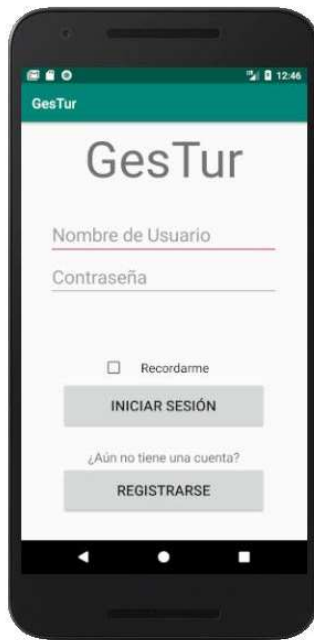 12:46
GesTur
GesTur
Nombre de Usuario
Contraseña
Recordarme
INICIAR SESIÓN
¿Aún no tiene una cuenta?
REGISTRARSE